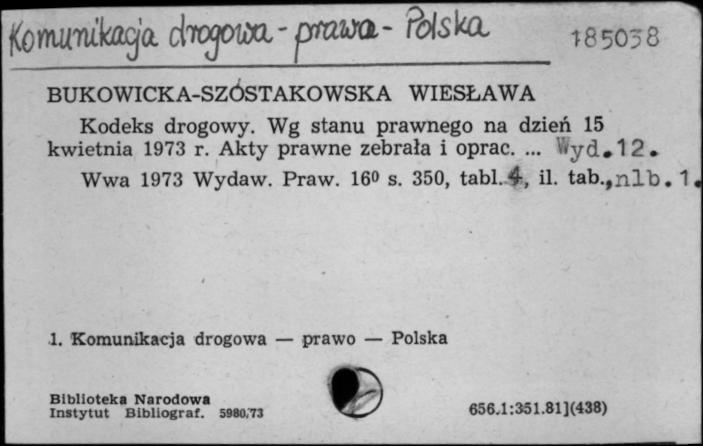 Komunikacja drogowa - prawa - Polska
185038
BUKOWICKA-SZÓSTAKOWSKA WIESŁAWA
Kodeks drogowy. Wg stanu prawnego na dzień 15
kwietnia 1973 r. Akty prawne zebrała i oprac. ... Wyd.12.
Wwa 1973 Wydaw. Praw. 16⁰ s. 350, tabl. 4, il. tab.,nlb.1.
1. Komunikacja drogowa — prawo — Polska
Biblioteka Narodowa
Instytut Bibliograf. 5980/73
656.1:351.81](438)